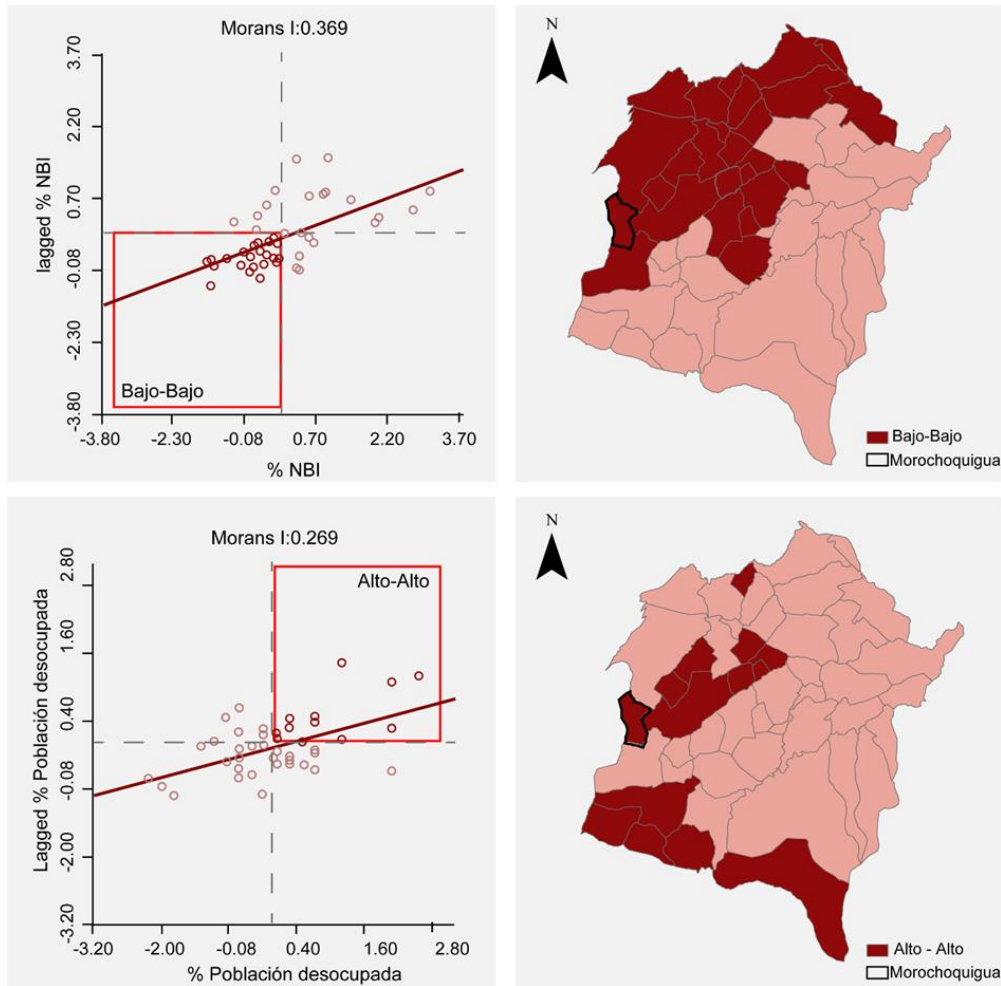 Morans I:0.369
3.70
2.20
0.70
-0.08
-2.30
-3.80
lagged % NBI
Bajo-Bajo
-3.80 -2.30 -0.08 0.70 2.20 3.70
% NBI
N
Bajo-Bajo
Morochoquigua
Morans I:0.269
2.80
1.60
0.40
-0.08
-2.00
-3.20
Lagged % Población desocupada
Alto-Alto
-3.20 -2.00 -0.08 0.40 1.60 2.80
% Población desocupada
N
Alto - Alto
Morochoquigua